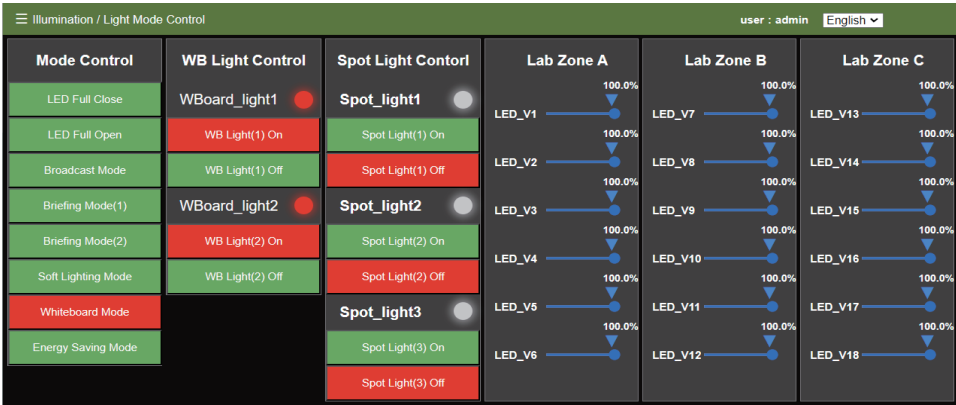 ☰ Illumination / Light Mode Control
user : admin
English
Mode Control
LED Full Close
LED Full Open
Broadcast Mode
Briefing Mode(1)
Briefing Mode(2)
Soft Lighting Mode
Whiteboard Mode
Energy Saving Mode
WB Light Control
WBoard_light1
WB Light(1) On
WB Light(1) Off
WBoard_light2
WB Light(2) On
WB Light(2) Off
Spot Light Contorl
Spot_light1
Spot Light(1) On
Spot Light(1) Off
Spot_light2
Spot Light(2) On
Spot Light(2) Off
Spot_light3
Spot Light(3) On
Spot Light(3) Off
Lab Zone A
100.0%
LED_V1
100.0%
LED_V2
100.0%
LED_V3
100.0%
LED_V4
100.0%
LED_V5
100.0%
LED_V6
Lab Zone B
100.0%
LED_V7
100.0%
LED_V8
100.0%
LED_V9
100.0%
LED_V10
100.0%
LED_V11
100.0%
LED_V12
Lab Zone C
100.0%
LED_V13
100.0%
LED_V14
100.0%
LED_V15
100.0%
LED_V16
100.0%
LED_V17
100.0%
LED_V18